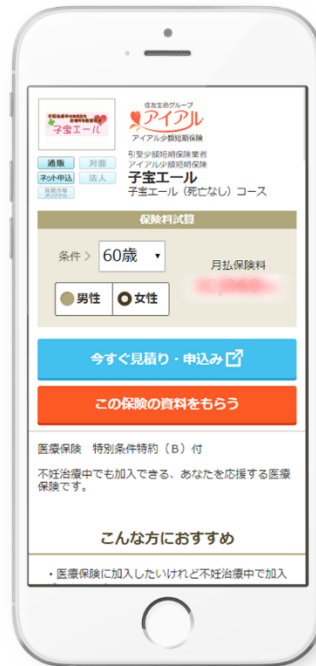 子宝エール
住友生命グループ
アイアル
アイアル少額短期保険
通販 対面
ネット申込 法人
引受少額短期保険業者
アイアル少額短期保険
子宝エール
子宝エール（死亡なし）コース
保険料試算
条件＞ 60歳
月払保険料
男性 女性
今すぐ見積り・申込み
この保険の資料をもらう
医療保険 特別条件特約（B）付
不妊治療中でも加入できる、あなたを応援する医療
保険です。
こんな方におすすめ
・医療保険に加入したいけれど不妊治療中で加入